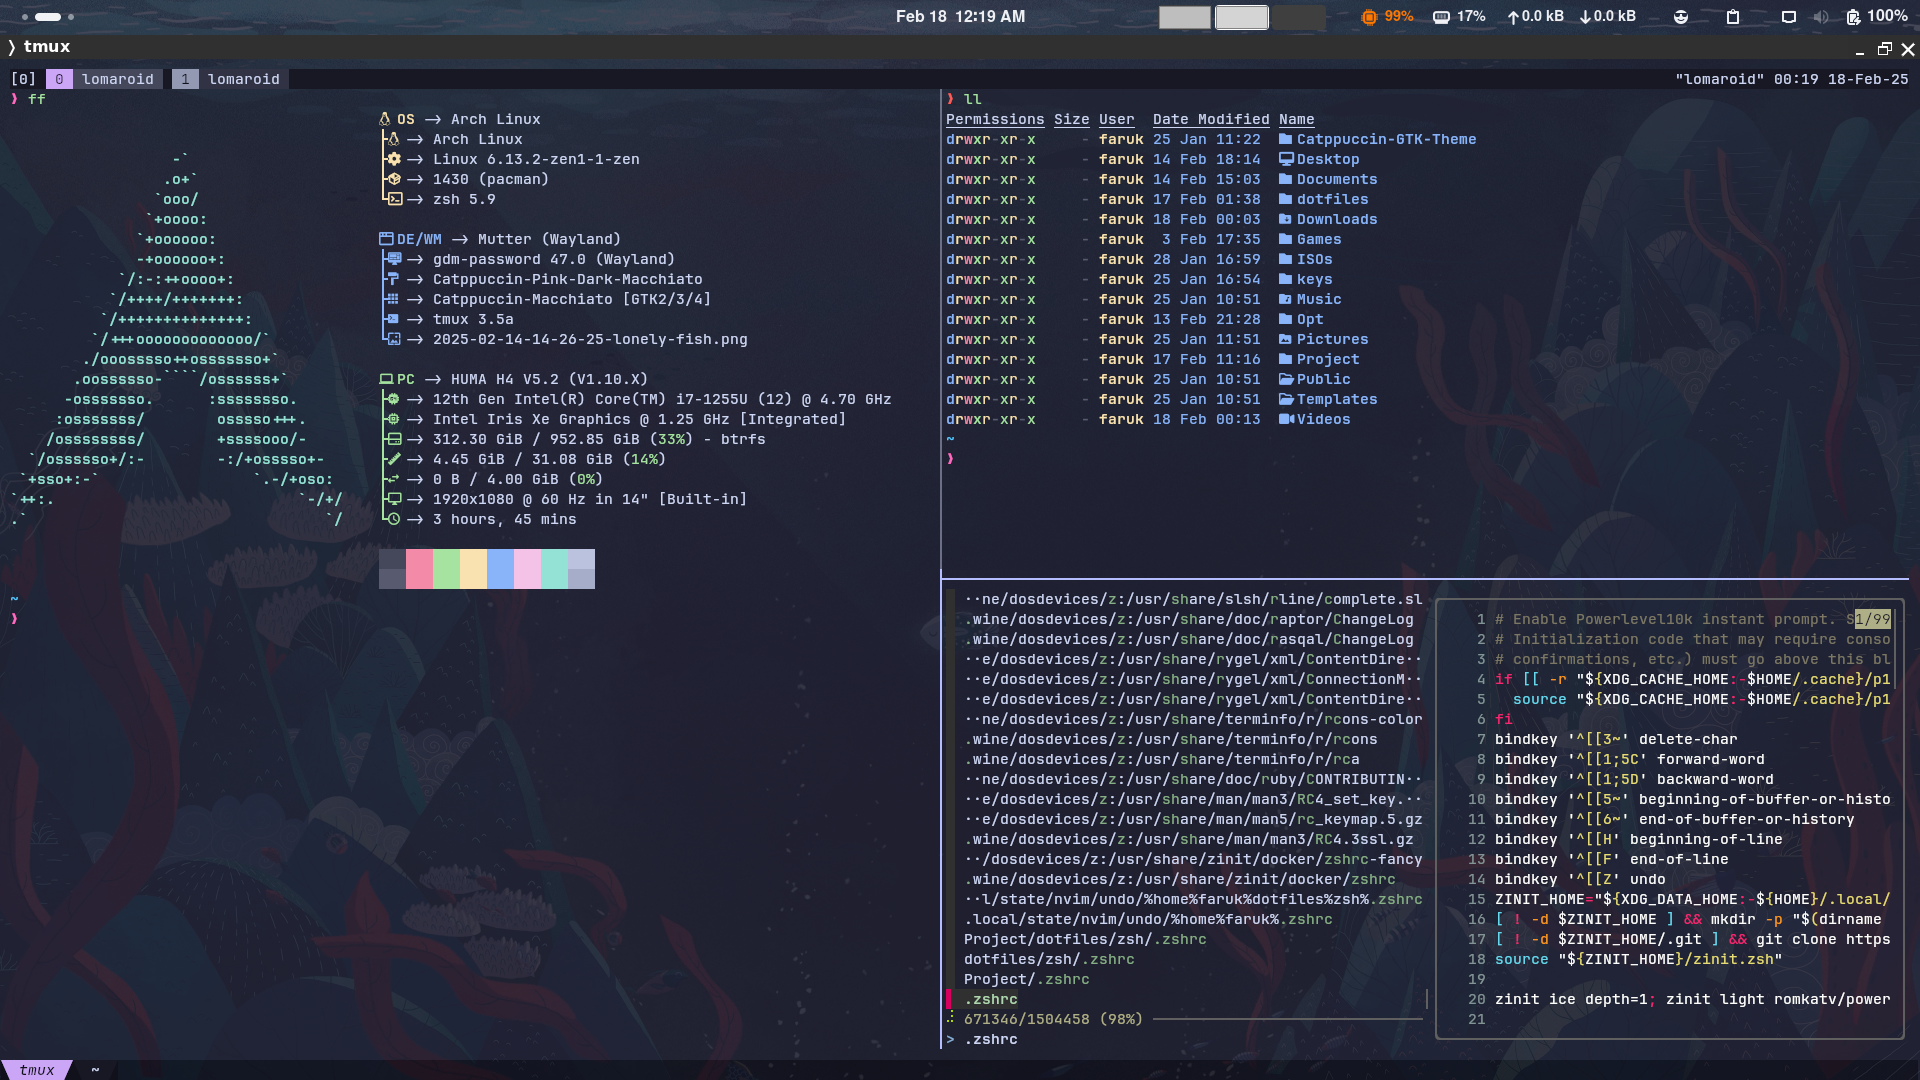 Feb 18  12:19 AM
99%
17%
↑0.0 kB
↓0.0 kB
100%
❯ tmux
[0] 0 lomaroid 1 lomaroid
"lomaroid" 00:19 18-Feb-25
❯ ff
-`
.o+`
`ooo/
`+oooo:
`+oooooo:
-+oooooo+:
`/:-:++oooo+:
`/++++/+++++++:
`/++++++++++++++:
`/+++ooooooooooooo/`
./ooosssso++osssssso+`
.oossssso-````/ossssss+`
-osssssso.      :ssssssso.
:osssssss/        osssso+++.
/ossssssss/        +ssssooo/-
`/ossssso+/:-        -:/+osssso+-
`+sso+:-`                 `.-/+oso:
`++:.                           `-/+/
.`                                 `/
OS -> Arch Linux
-> Arch Linux
-> Linux 6.13.2-zen1-1-zen
-> 1430 (pacman)
-> zsh 5.9
DE/WM -> Mutter (Wayland)
-> gdm-password 47.0 (Wayland)
-> Catppuccin-Pink-Dark-Macchiato
-> Catppuccin-Macchiato [GTK2/3/4]
-> tmux 3.5a
-> 2025-02-14-14-26-25-lonely-fish.png
PC -> HUMA H4 V5.2 (V1.10.X)
-> 12th Gen Intel(R) Core(TM) i7-1255U (12) @ 4.70 GHz
-> Intel Iris Xe Graphics @ 1.25 GHz [Integrated]
-> 312.30 GiB / 952.85 GiB (33%) - btrfs
-> 4.45 GiB / 31.08 GiB (14%)
-> 0 B / 4.00 GiB (0%)
-> 1920x1080 @ 60 Hz in 14" [Built-in]
-> 3 hours, 45 mins
~
❯
❯ ll
Permissions Size User  Date Modified Name
drwxr-xr-x - faruk 25 Jan 11:22 Catppuccin-GTK-Theme
drwxr-xr-x - faruk 14 Feb 18:14 Desktop
drwxr-xr-x - faruk 14 Feb 15:03 Documents
drwxr-xr-x - faruk 17 Feb 01:38 dotfiles
drwxr-xr-x - faruk 18 Feb 00:03 Downloads
drwxr-xr-x - faruk  3 Feb 17:35 Games
drwxr-xr-x - faruk 28 Jan 16:59 ISOs
drwxr-xr-x - faruk 25 Jan 16:54 keys
drwxr-xr-x - faruk 25 Jan 10:51 Music
drwxr-xr-x - faruk 13 Feb 21:28 Opt
drwxr-xr-x - faruk 25 Jan 11:51 Pictures
drwxr-xr-x - faruk 17 Feb 11:16 Project
drwxr-xr-x - faruk 25 Jan 10:51 Public
drwxr-xr-x - faruk 25 Jan 10:51 Templates
drwxr-xr-x - faruk 18 Feb 00:13 Videos
~
❯
··ne/dosdevices/z:/usr/share/slsh/rline/complete.sl
.wine/dosdevices/z:/usr/share/doc/raptor/ChangeLog
.wine/dosdevices/z:/usr/share/doc/rasqal/ChangeLog
··e/dosdevices/z:/usr/share/rygel/xml/ContentDire··
··e/dosdevices/z:/usr/share/rygel/xml/ConnectionM··
··e/dosdevices/z:/usr/share/rygel/xml/ContentDire··
··ne/dosdevices/z:/usr/share/terminfo/r/rcons-color
.wine/dosdevices/z:/usr/share/terminfo/r/rcons
.wine/dosdevices/z:/usr/share/terminfo/r/rca
··ne/dosdevices/z:/usr/share/doc/ruby/CONTRIBUTIN··
··e/dosdevices/z:/usr/share/man/man3/RC4_set_key.··
··e/dosdevices/z:/usr/share/man/man5/rc_keymap.5.gz
.wine/dosdevices/z:/usr/share/man/man3/RC4.3ssl.gz
··/dosdevices/z:/usr/share/zinit/docker/zshrc-fancy
.wine/dosdevices/z:/usr/share/zinit/docker/zshrc
··l/state/nvim/undo/%home%faruk%dotfiles%zsh%.zshrc
.local/state/nvim/undo/%home%faruk%.zshrc
Project/dotfiles/zsh/.zshrc
dotfiles/zsh/.zshrc
Project/.zshrc
.zshrc
671346/1504458 (98%)
> .zshrc
1 # Enable Powerlevel10k instant prompt. S1/99
2 # Initialization code that may require conso
3 # confirmations, etc.) must go above this bl
4 if [[ -r "${XDG_CACHE_HOME:-$HOME/.cache}/p1
5   source "${XDG_CACHE_HOME:-$HOME/.cache}/p1
6 fi
7 bindkey '^[[3~' delete-char
8 bindkey '^[[1;5C' forward-word
9 bindkey '^[[1;5D' backward-word
10 bindkey '^[[5~' beginning-of-buffer-or-histo
11 bindkey '^[[6~' end-of-buffer-or-history
12 bindkey '^[[H' beginning-of-line
13 bindkey '^[[F' end-of-line
14 bindkey '^[[Z' undo
15 ZINIT_HOME="${XDG_DATA_HOME:-${HOME}/.local/
16 [ ! -d $ZINIT_HOME ] && mkdir -p "$(dirname
17 [ ! -d $ZINIT_HOME/.git ] && git clone https
18 source "${ZINIT_HOME}/zinit.zsh"
19
20 zinit ice depth=1; zinit light romkatv/power
21
tmux ~